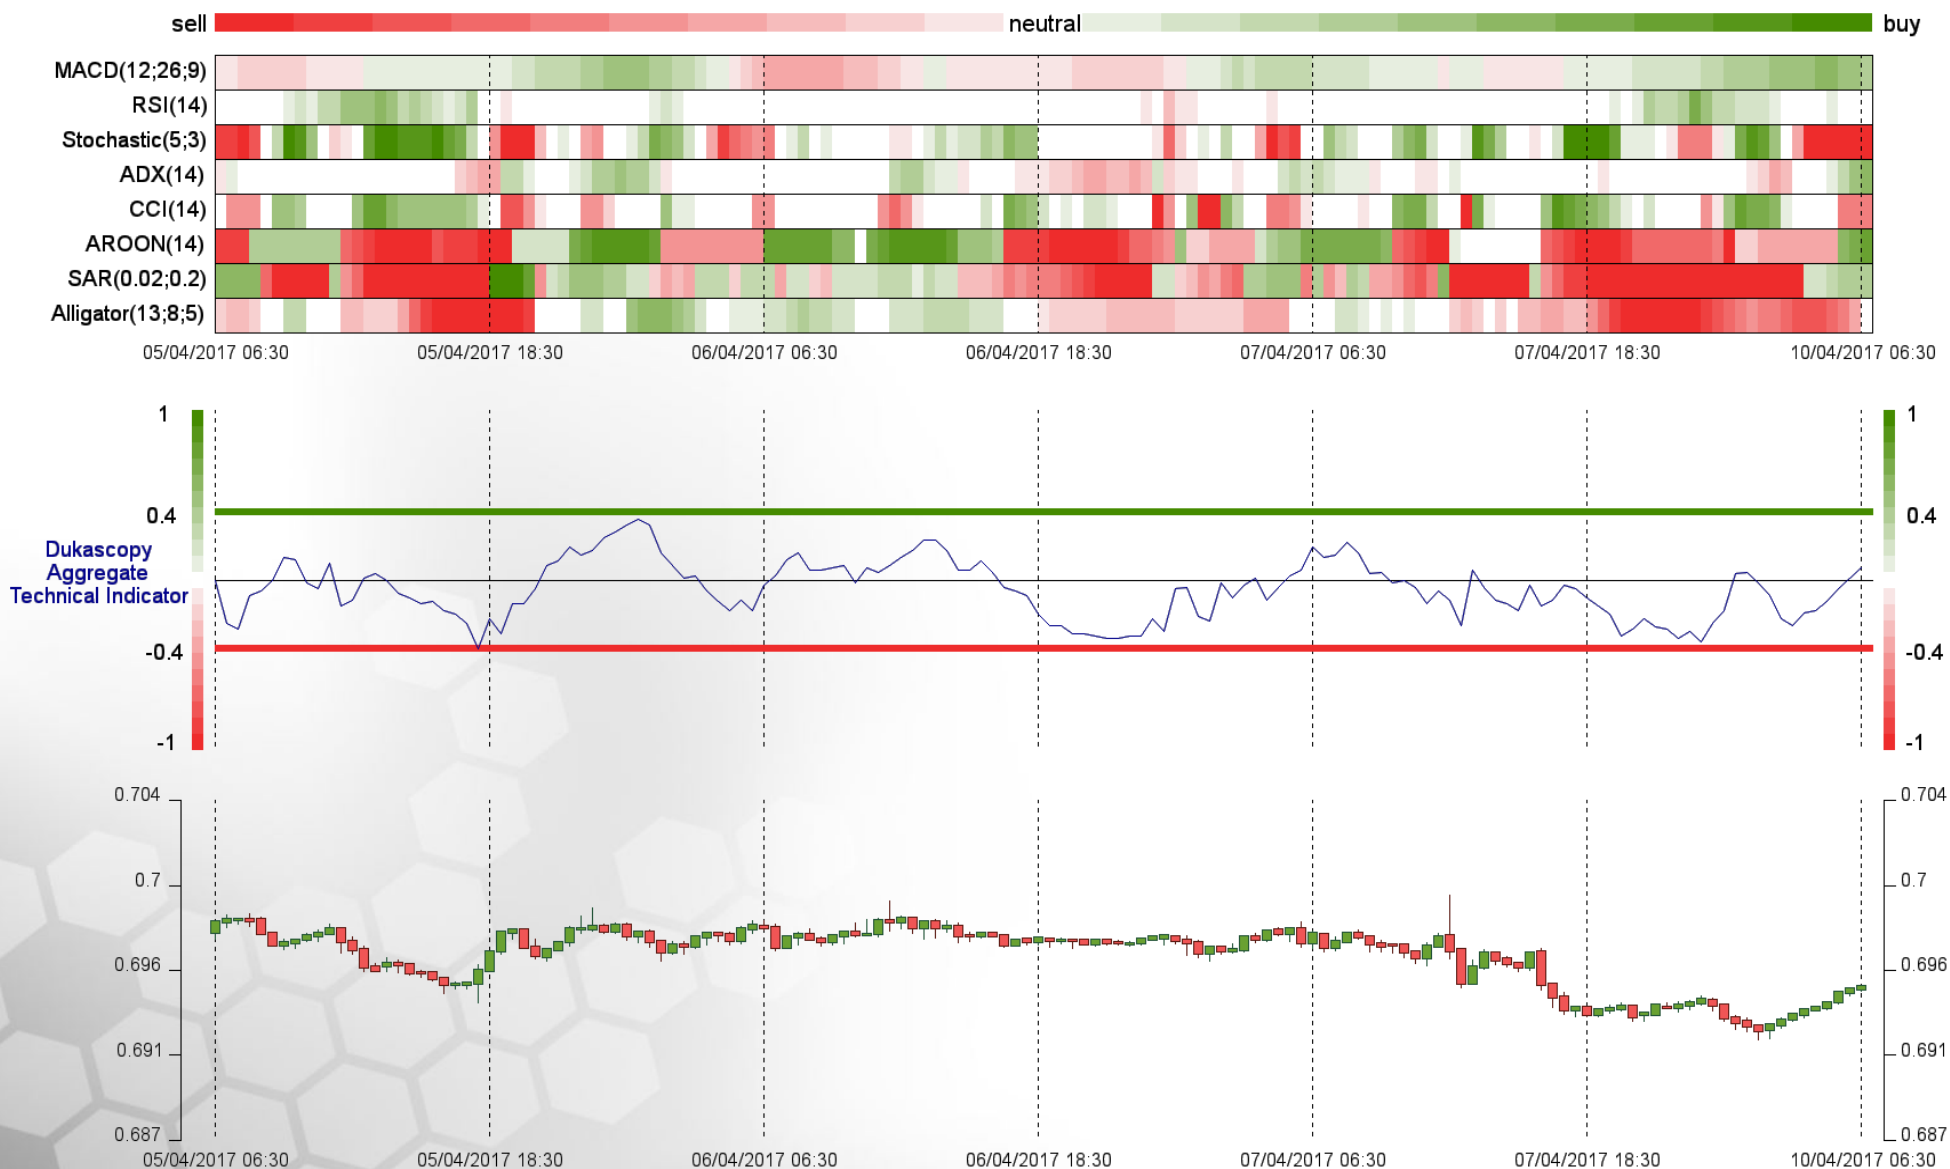 sell neutral buy
MACD(12;26;9)
RSI(14)
Stochastic(5;3)
ADX(14)
CCI(14)
AROON(14)
SAR(0.02;0.2)
Alligator(13;8;5)
05/04/2017 06:30 05/04/2017 18:30 06/04/2017 06:30 06/04/2017 18:30 07/04/2017 06:30 07/04/2017 18:30 10/04/2017 06:30
1 1
0.4 0.4
Dukascopy
Aggregate
Technical Indicator
-0.4 -0.4
-1 -1
0.704 0.704
0.7 0.7
0.696 0.696
0.691 0.691
0.687 0.687
05/04/2017 06:30 05/04/2017 18:30 06/04/2017 06:30 06/04/2017 18:30 07/04/2017 06:30 07/04/2017 18:30 10/04/2017 06:30